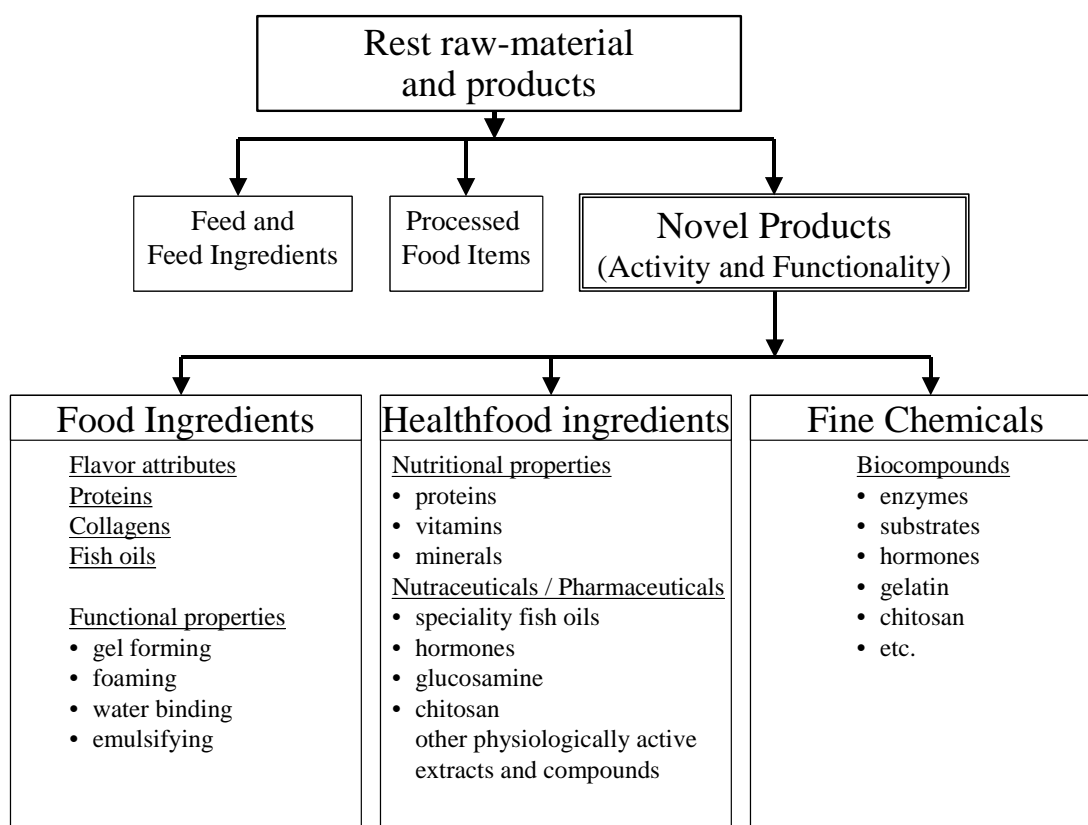 Rest raw-material
and products
Feed and
Feed Ingredients
Processed
Food Items
Novel Products
(Activity and Functionality)
Food Ingredients
Flavor attributes
Proteins
Collagens
Fish oils
Functional properties
• gel forming
• foaming
• water binding
• emulsifying
Healthfood ingredients
Nutritional properties
• proteins
• vitamins
• minerals
Nutraceuticals / Pharmaceuticals
• speciality fish oils
• hormones
• glucosamine
• chitosan
other physiologically active
extracts and compounds
Fine Chemicals
Biocompounds
• enzymes
• substrates
• hormones
• gelatin
• chitosan
• etc.